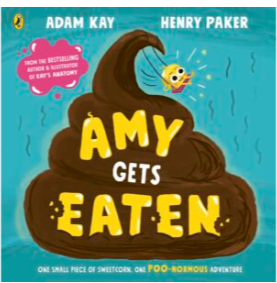 ADAM KAY HENRY PAKER
FROM THE BESTSELLING
AUTHOR & ILLUSTRATOR
OF KAY'S ANATOMY
AMY
GETS
EATEN
ONE SMALL PIECE OF SWEETCORN. ONE POO-NORMOUS ADVENTURE